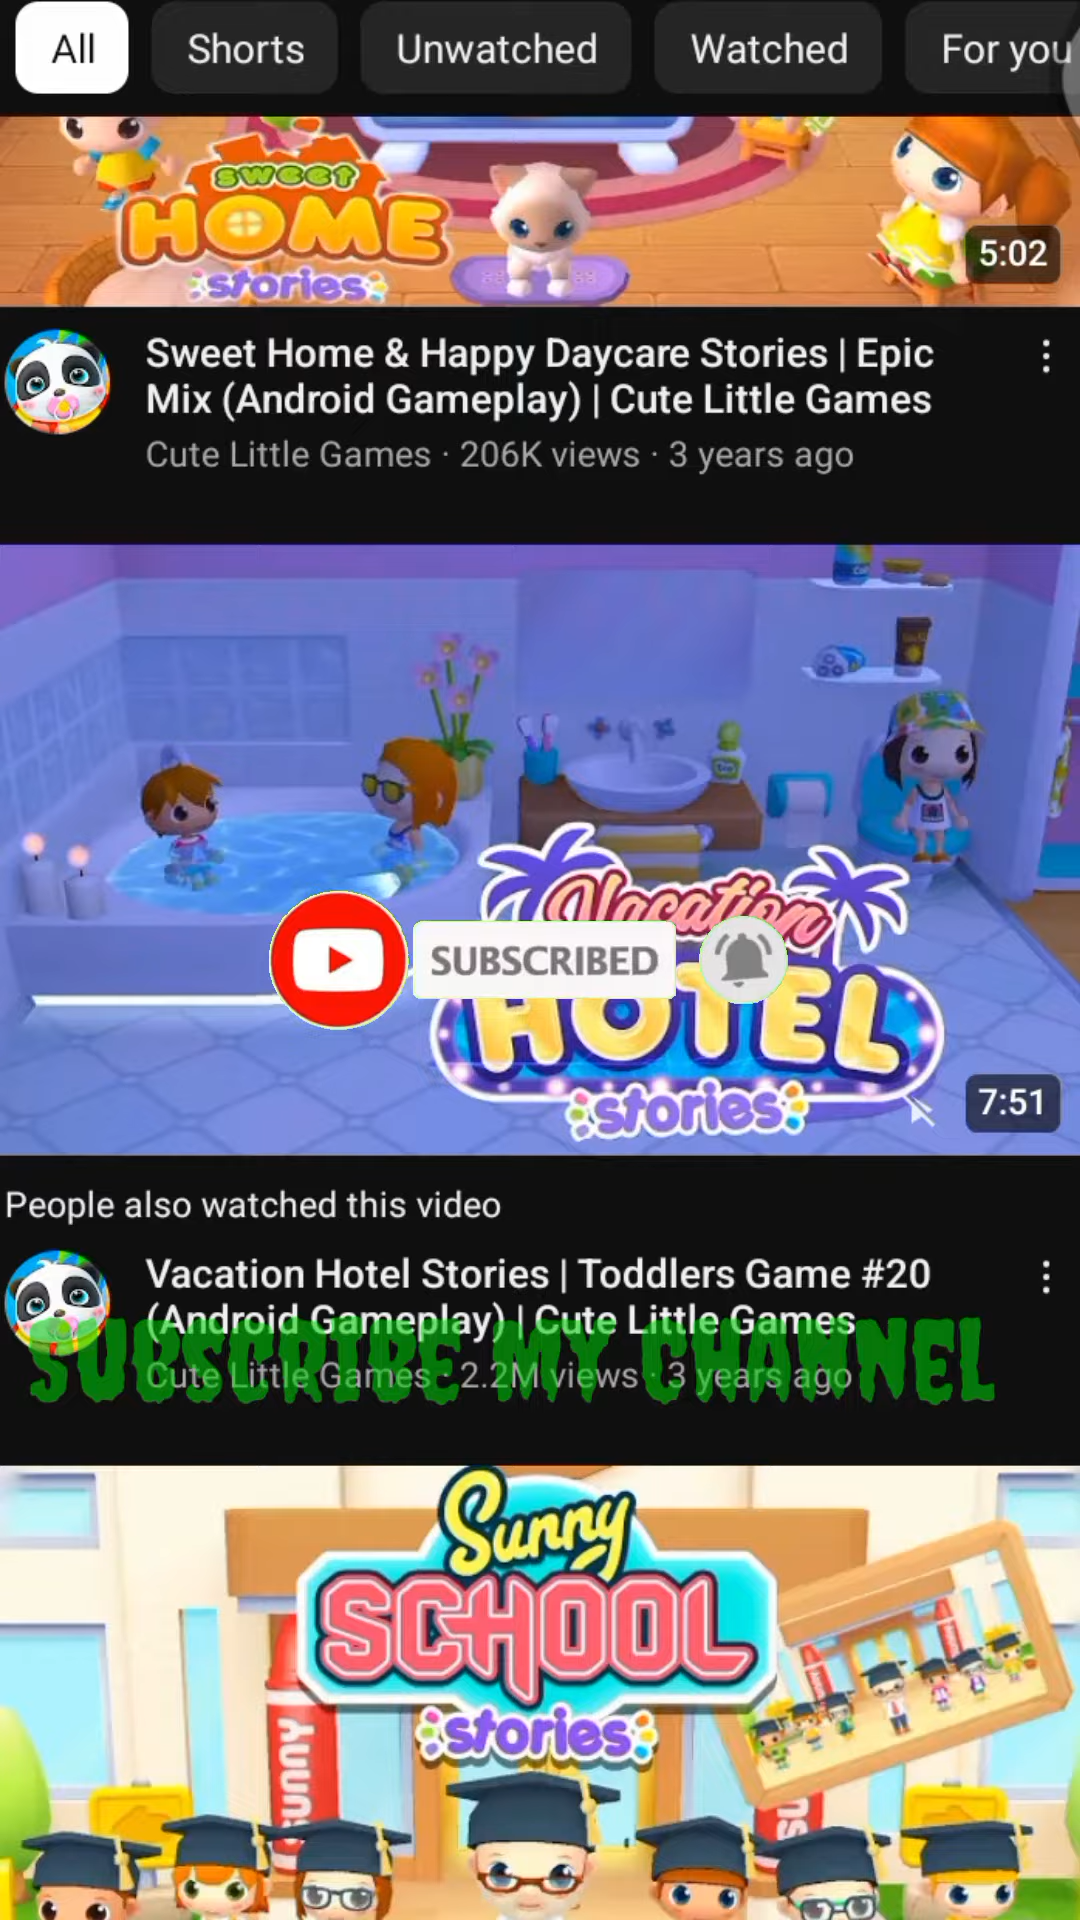 All
Shorts
Unwatched
Watched
For you
sweet
HOME
stories
5:02
Sweet Home & Happy Daycare Stories | Epic
Mix (Android Gameplay) | Cute Little Games
Cute Little Games · 206K views · 3 years ago
Vacation
SUBSCRIBED
HOTEL
stories
7:51
People also watched this video
Vacation Hotel Stories | Toddlers Game #20
(Android Gameplay) | Cute Little Games
SUBSCRIBE MY CHANNEL
Cute Little Games · 2.2M views · 3 years ago
Sunny
SCHOOL
stories
SUNNY
SU